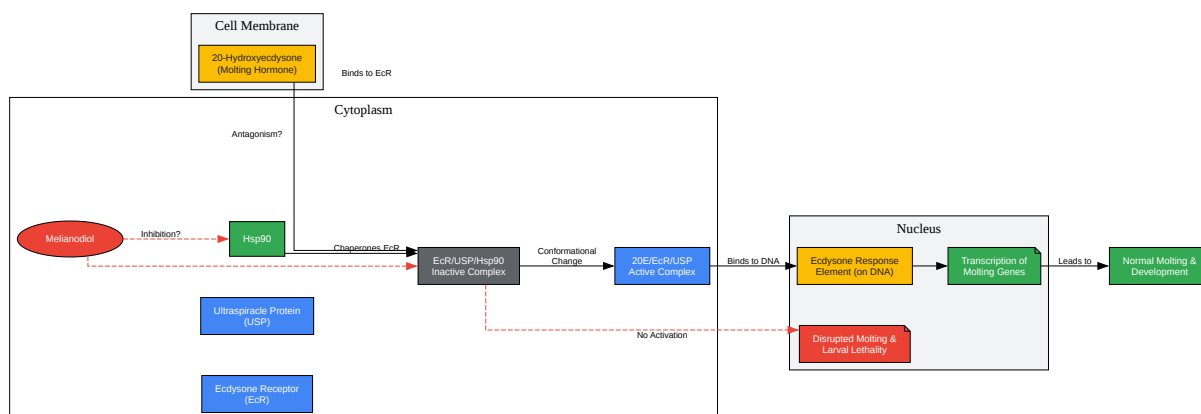 Cell Membrane
20-Hydroxyecdysone
(Molting Hormone)
Binds to EcR
Cytoplasm
Antagonism?
Melianodiol
Inhibition?
Hsp90
Chaperones EcR
EcR/USP/Hsp90
Inactive Complex
Conformational
Change
20E/EcR/USP
Active Complex
Binds to DNA
Nucleus
Ecdysone Response
Element (on DNA)
Transcription of
Molting Genes
Leads to
Normal Molting &
Development
Ultraspiracle Protein
(USP)
No Activation
Disrupted Molting &
Larval Lethality
Ecdysone Receptor
(EcR)